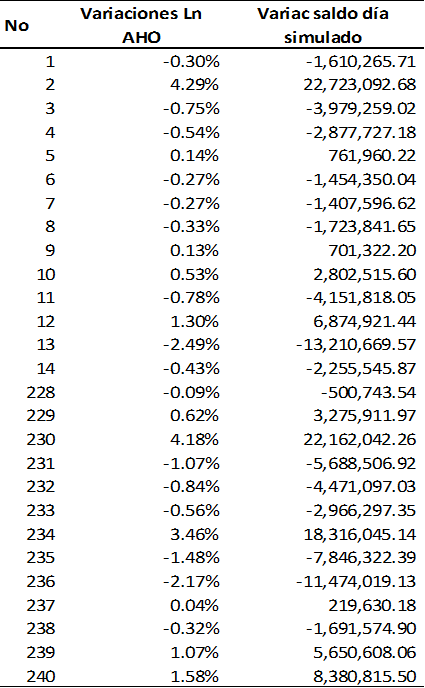 No Variaciones Ln AHO Variac saldo día simulado
1 -0.30% -1,610,265.71
2 4.29% 22,723,092.68
3 -0.75% -3,979,259.02
4 -0.54% -2,877,727.18
5 0.14% 761,960.22
6 -0.27% -1,454,350.04
7 -0.27% -1,407,596.62
8 -0.33% -1,723,841.65
9 0.13% 701,322.20
10 0.53% 2,802,515.60
11 -0.78% -4,151,818.05
12 1.30% 6,874,921.44
13 -2.49% -13,210,669.57
14 -0.43% -2,255,545.87
228 -0.09% -500,743.54
229 0.62% 3,275,911.97
230 4.18% 22,162,042.26
231 -1.07% -5,688,506.92
232 -0.84% -4,471,097.03
233 -0.56% -2,966,297.35
234 3.46% 18,316,045.14
235 -1.48% -7,846,322.39
236 -2.17% -11,474,019.13
237 0.04% 219,630.18
238 -0.32% -1,691,574.90
239 1.07% 5,650,608.06
240 1.58% 8,380,815.50